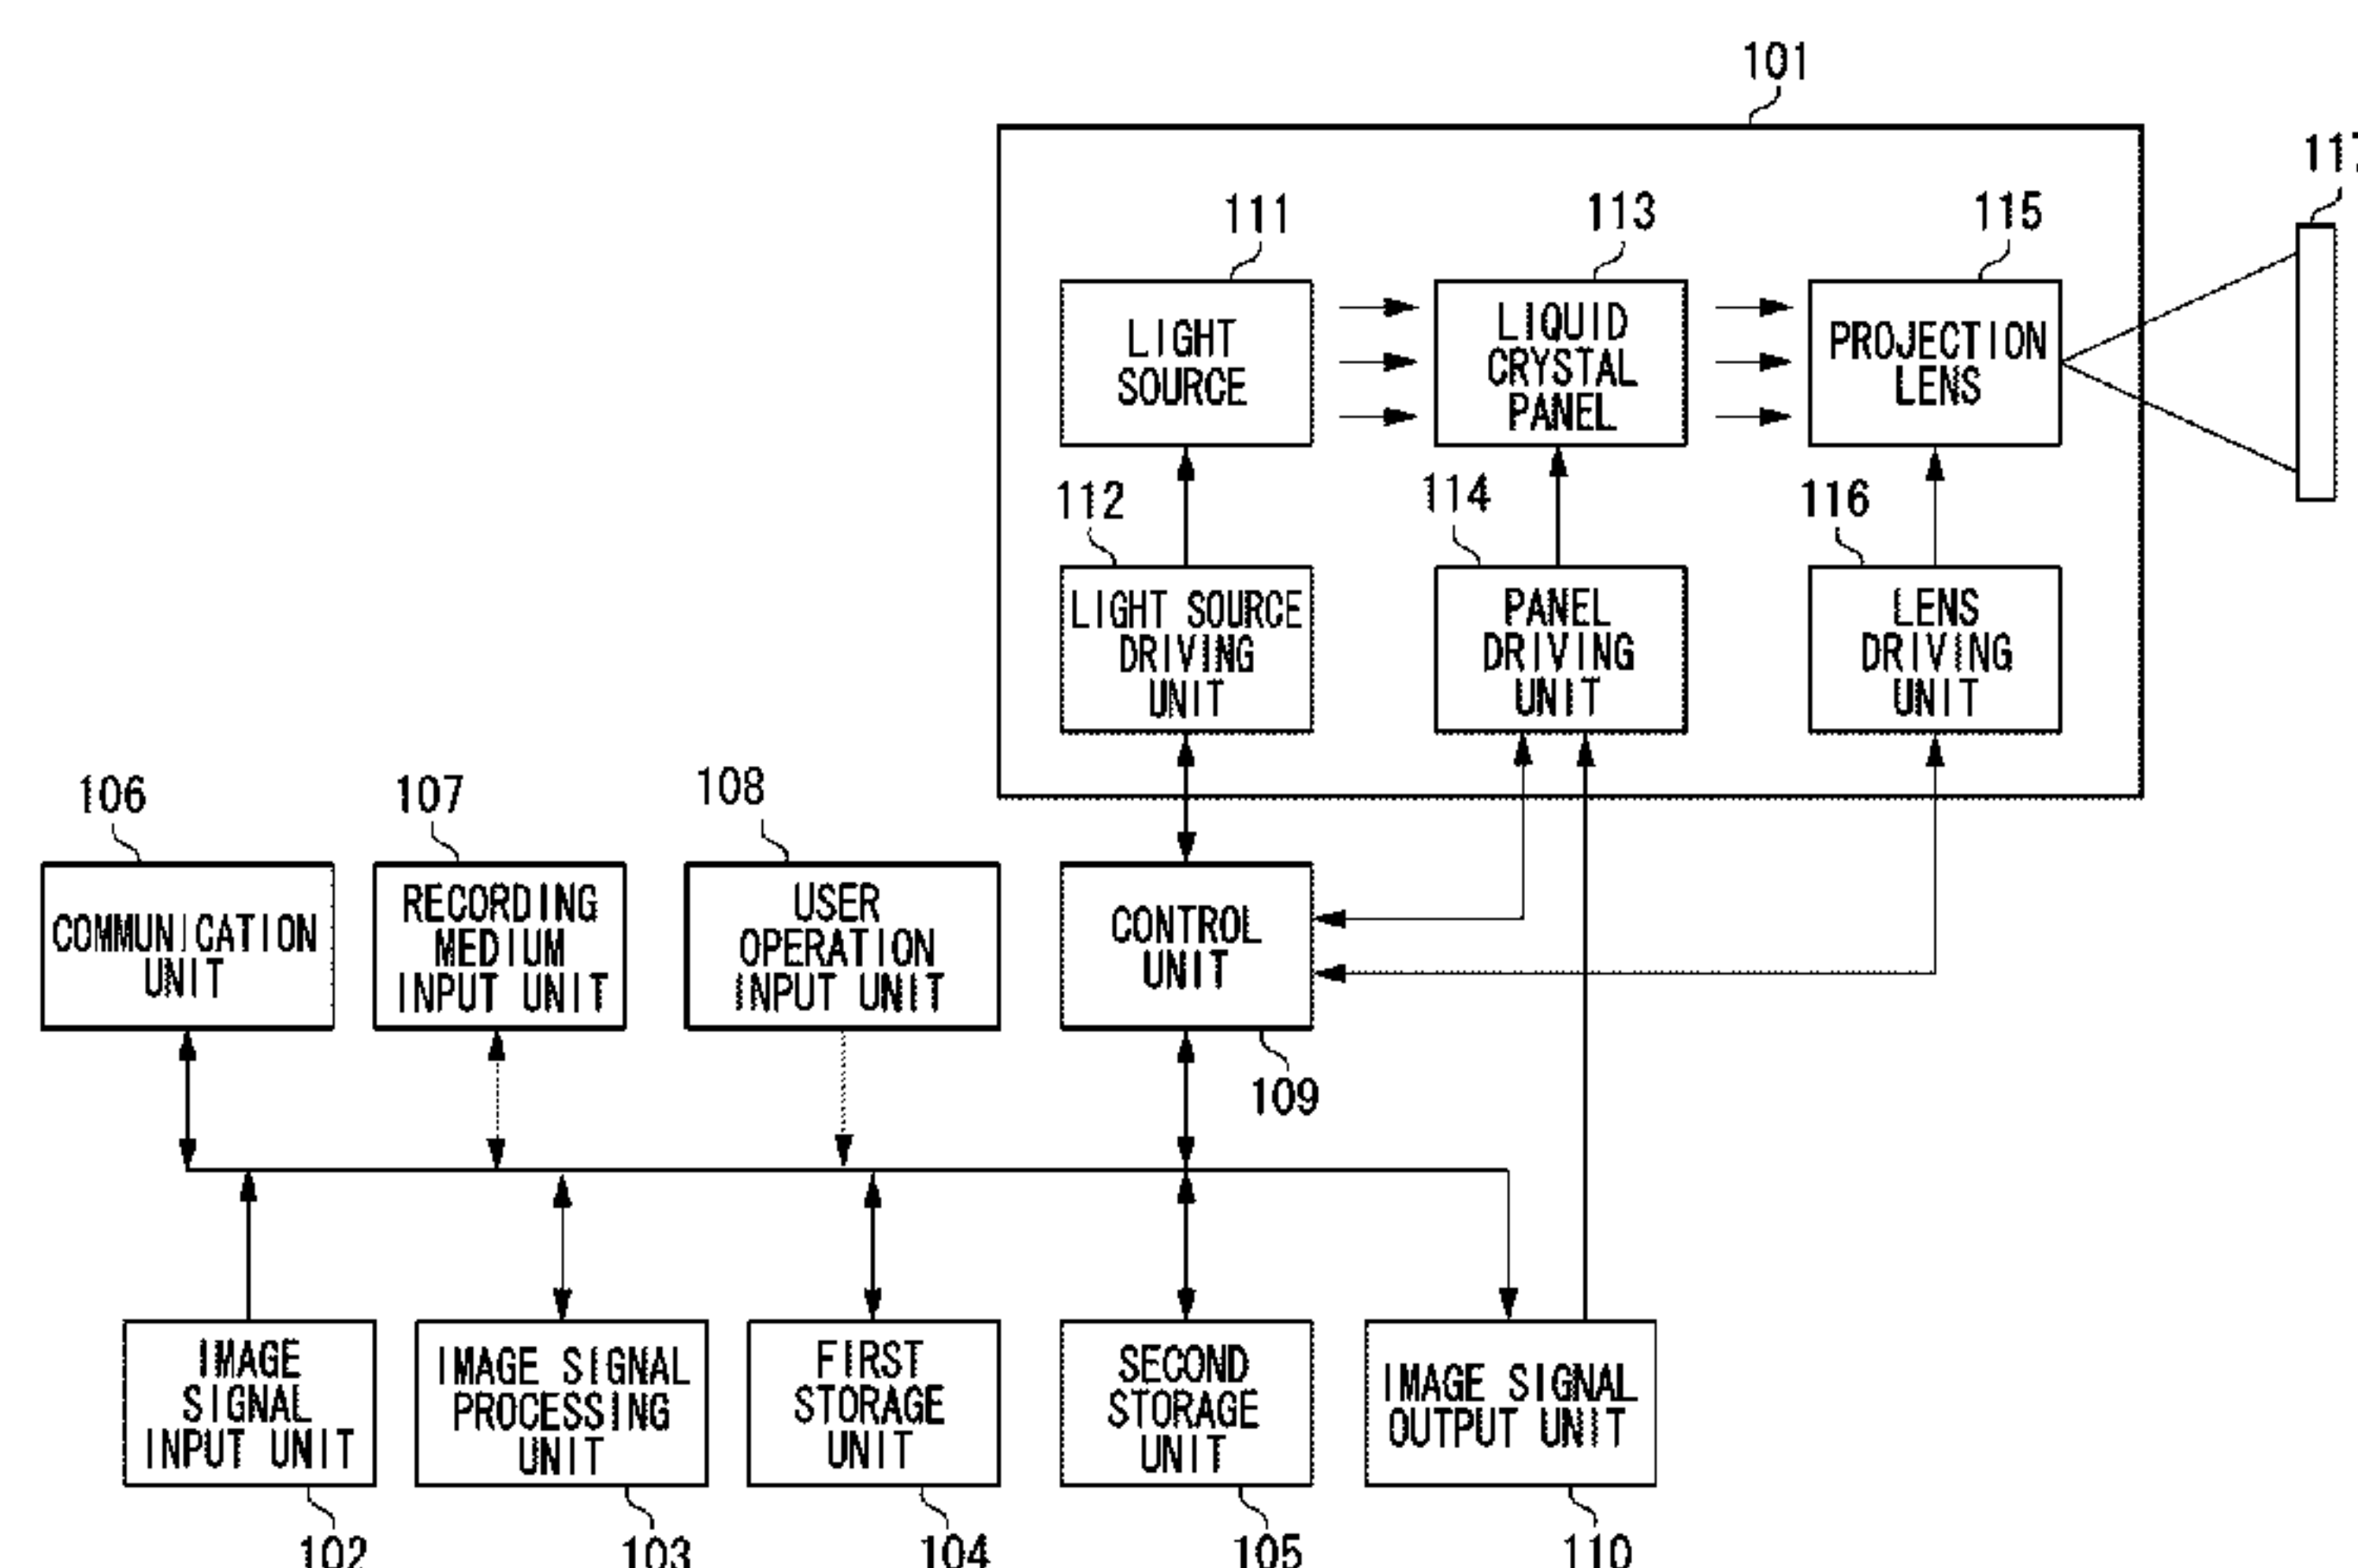 101
117
111
113
115
LIGHT
SOURCE
LIQUID
CRYSTAL
PANEL
PROJECTION
LENS
112
114
116
LIGHT SOURCE
DRIVING
UNIT
PANEL
DRIVING
UNIT
LENS
DRIVING
UNIT
106
107
108
COMMUNICATION
UNIT
RECORDING
MEDIUM
INPUT UNIT
USER
OPERATION
INPUT UNIT
CONTROL
UNIT
109
IMAGE
SIGNAL
INPUT UNIT
IMAGE SIGNAL
PROCESSING
UNIT
FIRST
STORAGE
UNIT
SECOND
STORAGE
UNIT
IMAGE SIGNAL
OUTPUT UNIT
102
103
104
105
110